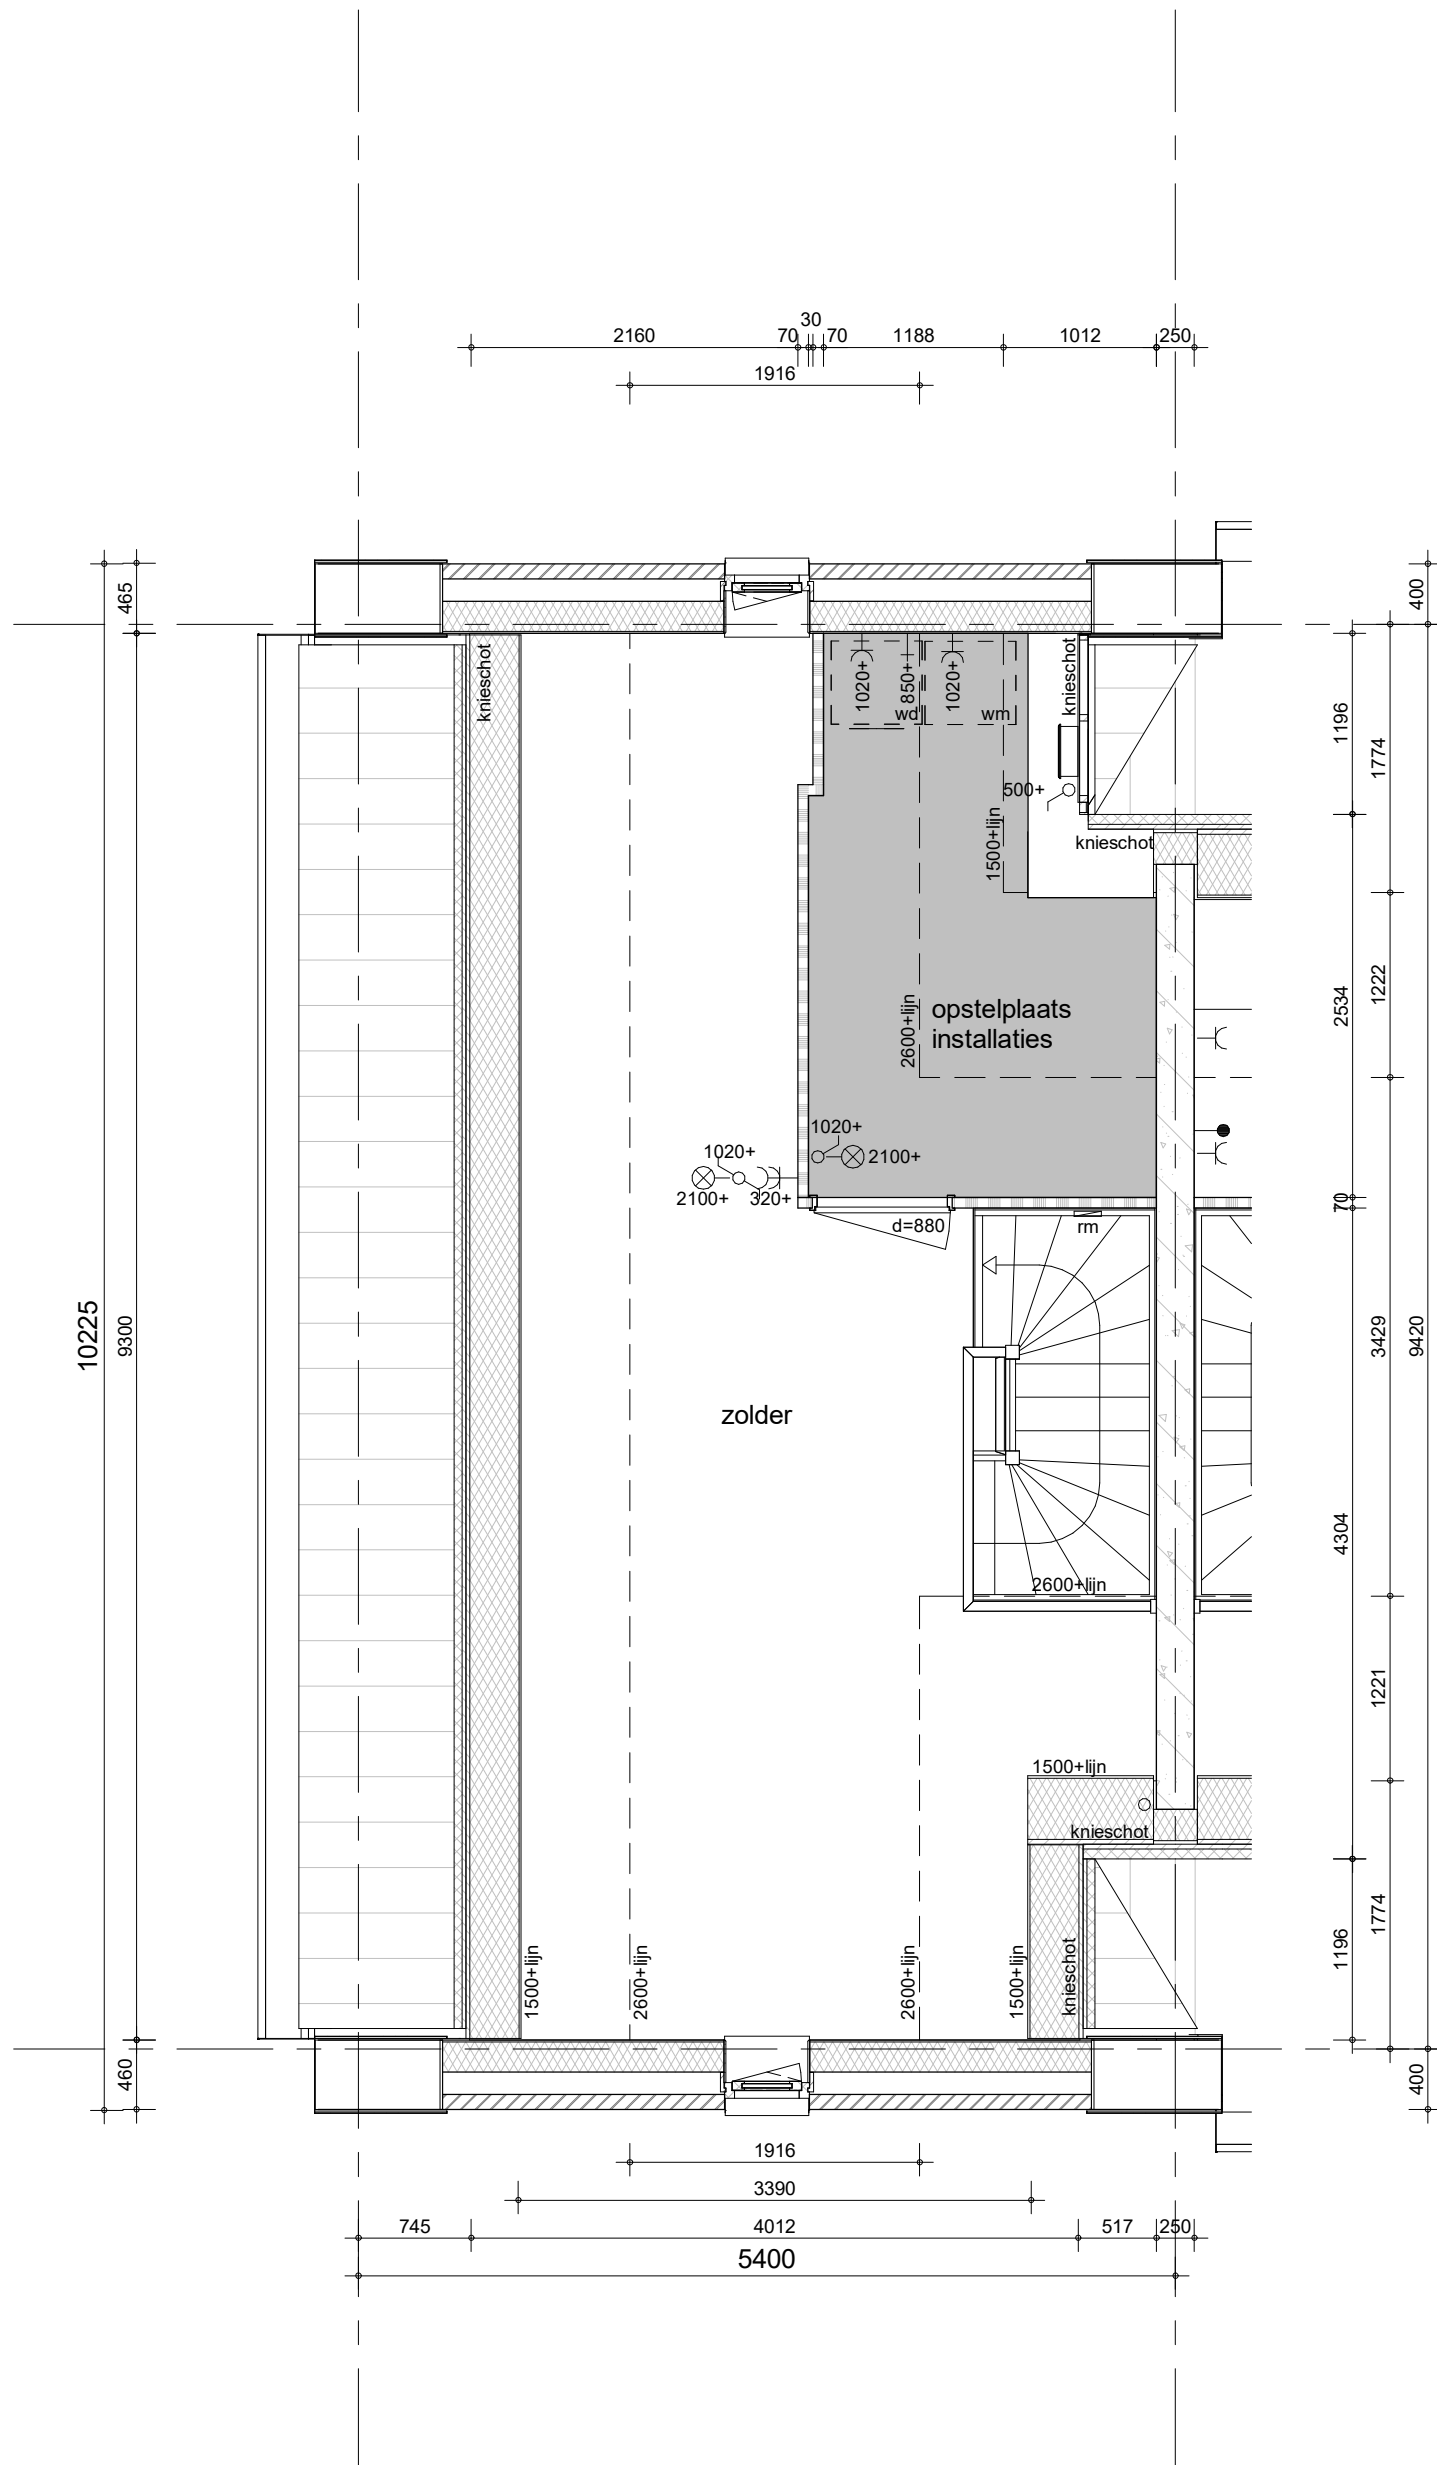 30
2160
70
70
1188
1012
250
1916
465
400
knieschot
1020+
850+
1020+
knieschot
wd
wm
1196
1774
500+
1500+lijn
knieschot
opstelplaats
installaties
2600+lijn
2534
1222
1020+
1020+
2100+
2100+
320+
70
d=880
rm
10225
9300
3429
9420
zolder
4304
2600+lijn
1221
1500+lijn
knieschot
1500+lijn
2600+lijn
2600+lijn
1500+lijn
knieschot
1196
1774
460
400
1916
3390
745
4012
517
250
5400